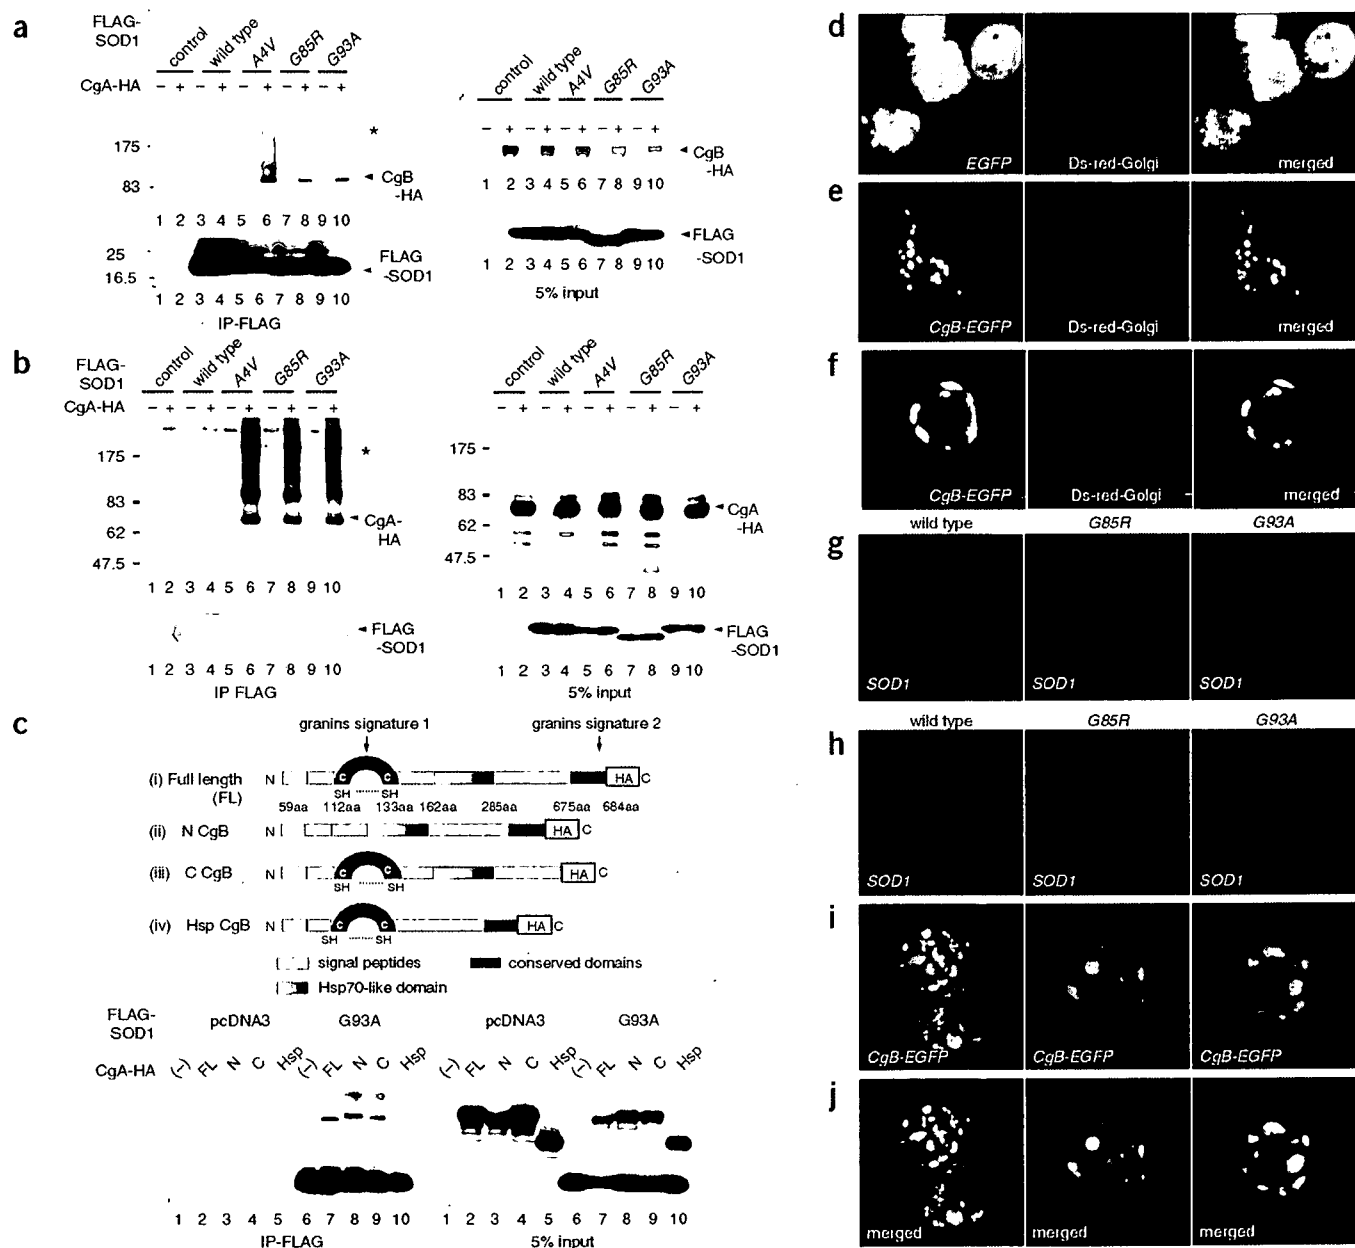 a
FLAG-
SOD1
control
wild type
A4V
G85R
G93A
CgA-HA
- + - + - + - + - +
175
83
*
CgB
-HA
1 2 3 4 5 6 7 8 9 10
25
16.5
FLAG
-SOD1
1 2 3 4 5 6 7 8 9 10
IP-FLAG
control
wild type
A4V
G85R
G93A
- + - + - + - + - +
CgB
-HA
1 2 3 4 5 6 7 8 9 10
FLAG
-SOD1
1 2 3 4 5 6 7 8 9 10
5% input
b
FLAG-
SOD1
control
wild type
A4V
G85R
G93A
CgA-HA
- + - + - + - + - +
175
83
62
47.5
*
CgA-
HA
1 2 3 4 5 6 7 8 9 10
FLAG
-SOD1
1 2 3 4 5 6 7 8 9 10
IP FLAG
control
wild type
A4V
G85R
G93A
- + - + - + - + - +
175
83
62
47.5
CgA
-HA
1 2 3 4 5 6 7 8 9 10
FLAG
-SOD1
1 2 3 4 5 6 7 8 9 10
5% input
c
granins signature 1
granins signature 2
(i) Full length
(FL)
N C C HA C
SH SH
59aa 112aa 133aa 162aa 285aa 675aa 684aa
(ii) N CgB N HA C
(iii) C CgB N C C HA C
SH SH
(iv) Hsp CgB N C C HA C
SH SH
signal peptides
conserved domains
Hsp70-like domain
FLAG-
SOD1
pcDNA3 G93A pcDNA3 G93A
CgA-HA
(-) FL N C Hsp (-) FL N C Hsp (-) FL N C Hsp (-) FL N C Hsp
1 2 3 4 5 6 7 8 9 10
IP-FLAG
1 2 3 4 5 6 7 8 9 10
5% input
d
EGFP
Ds-red-Golgi
merged
e
CgB-EGFP
Ds-red-Golgi
merged
f
CgB-EGFP
Ds-red-Golgi
merged
wild type G85R G93A
g
SOD1
SOD1
SOD1
wild type G85R G93A
h
SOD1
SOD1
SOD1
i
CgB-EGFP
CgB-EGFP
CgB-EGFP
j
merged
merged
merged